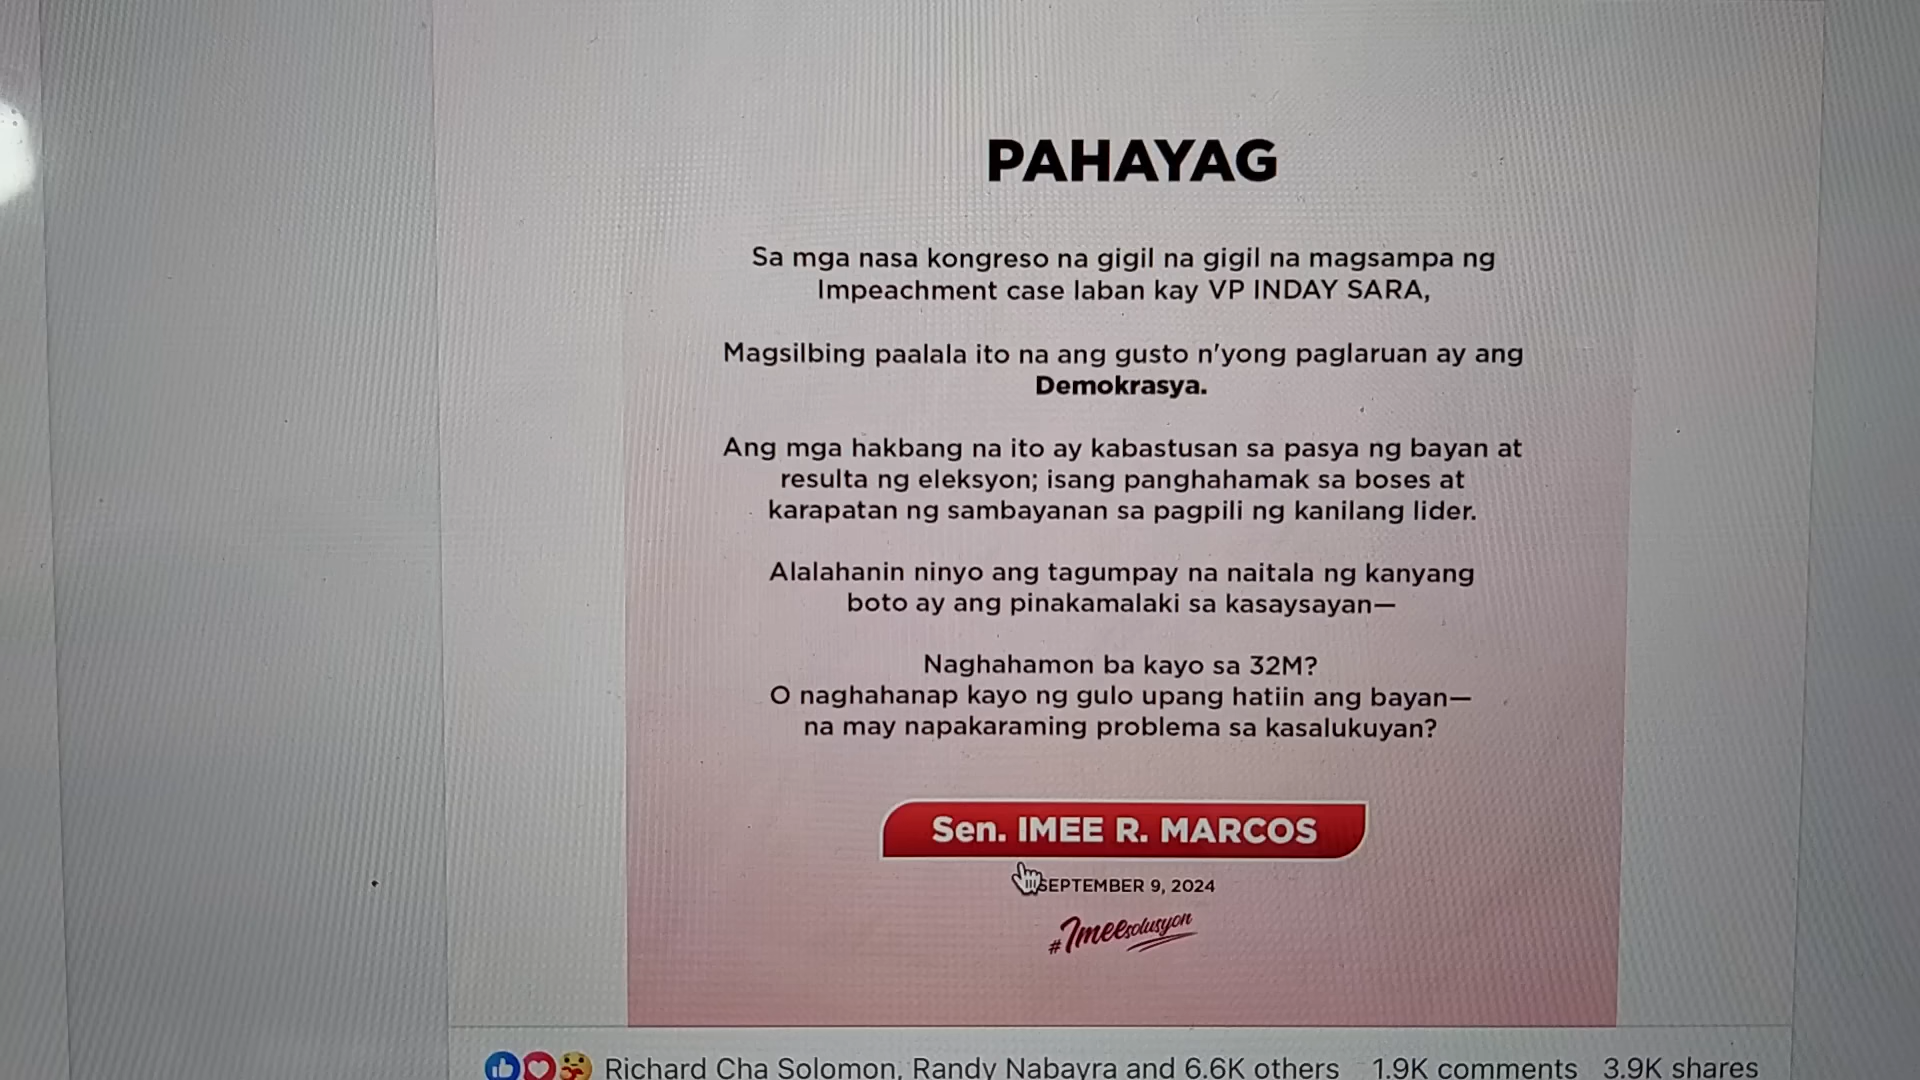 PAHAYAG
Sa mga nasa kongreso na gigil na gigil na magsampa ng
Impeachment case laban kay VP INDAY SARA,
Magsilbing paalala ito na ang gusto n'yong paglaruan ay ang
Demokrasya.
Ang mga hakbang na ito ay kabastusan sa pasya ng bayan at
resulta ng eleksyon; isang panghahamak sa boses at
karapatan ng sambayanan sa pagpili ng kanilang lider.
Alalahanin ninyo ang tagumpay na naitala ng kanyang
boto ay ang pinakamalaki sa kasaysayan—
Naghahamon ba kayo sa 32M?
O naghahanap kayo ng gulo upang hatiin ang bayan—
na may napakaraming problema sa kasalukuyan?
Sen. IMEE R. MARCOS
SEPTEMBER 9, 2024
#Imeesolusyon
Richard Cha Solomon, Randy Nabayra and 6.6K others 1.9K comments 3.9K shares